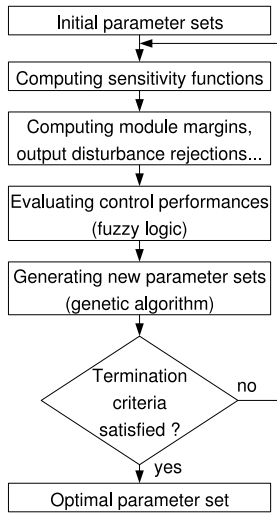 Initial parameter sets
Computing sensitivity functions
Computing module margins,
output disturbance rejections...
Evaluating control performances
(fuzzy logic)
Generating new parameter sets
(genetic algorithm)
Termination
criteria
satisfied ?
no
yes
Optimal parameter set